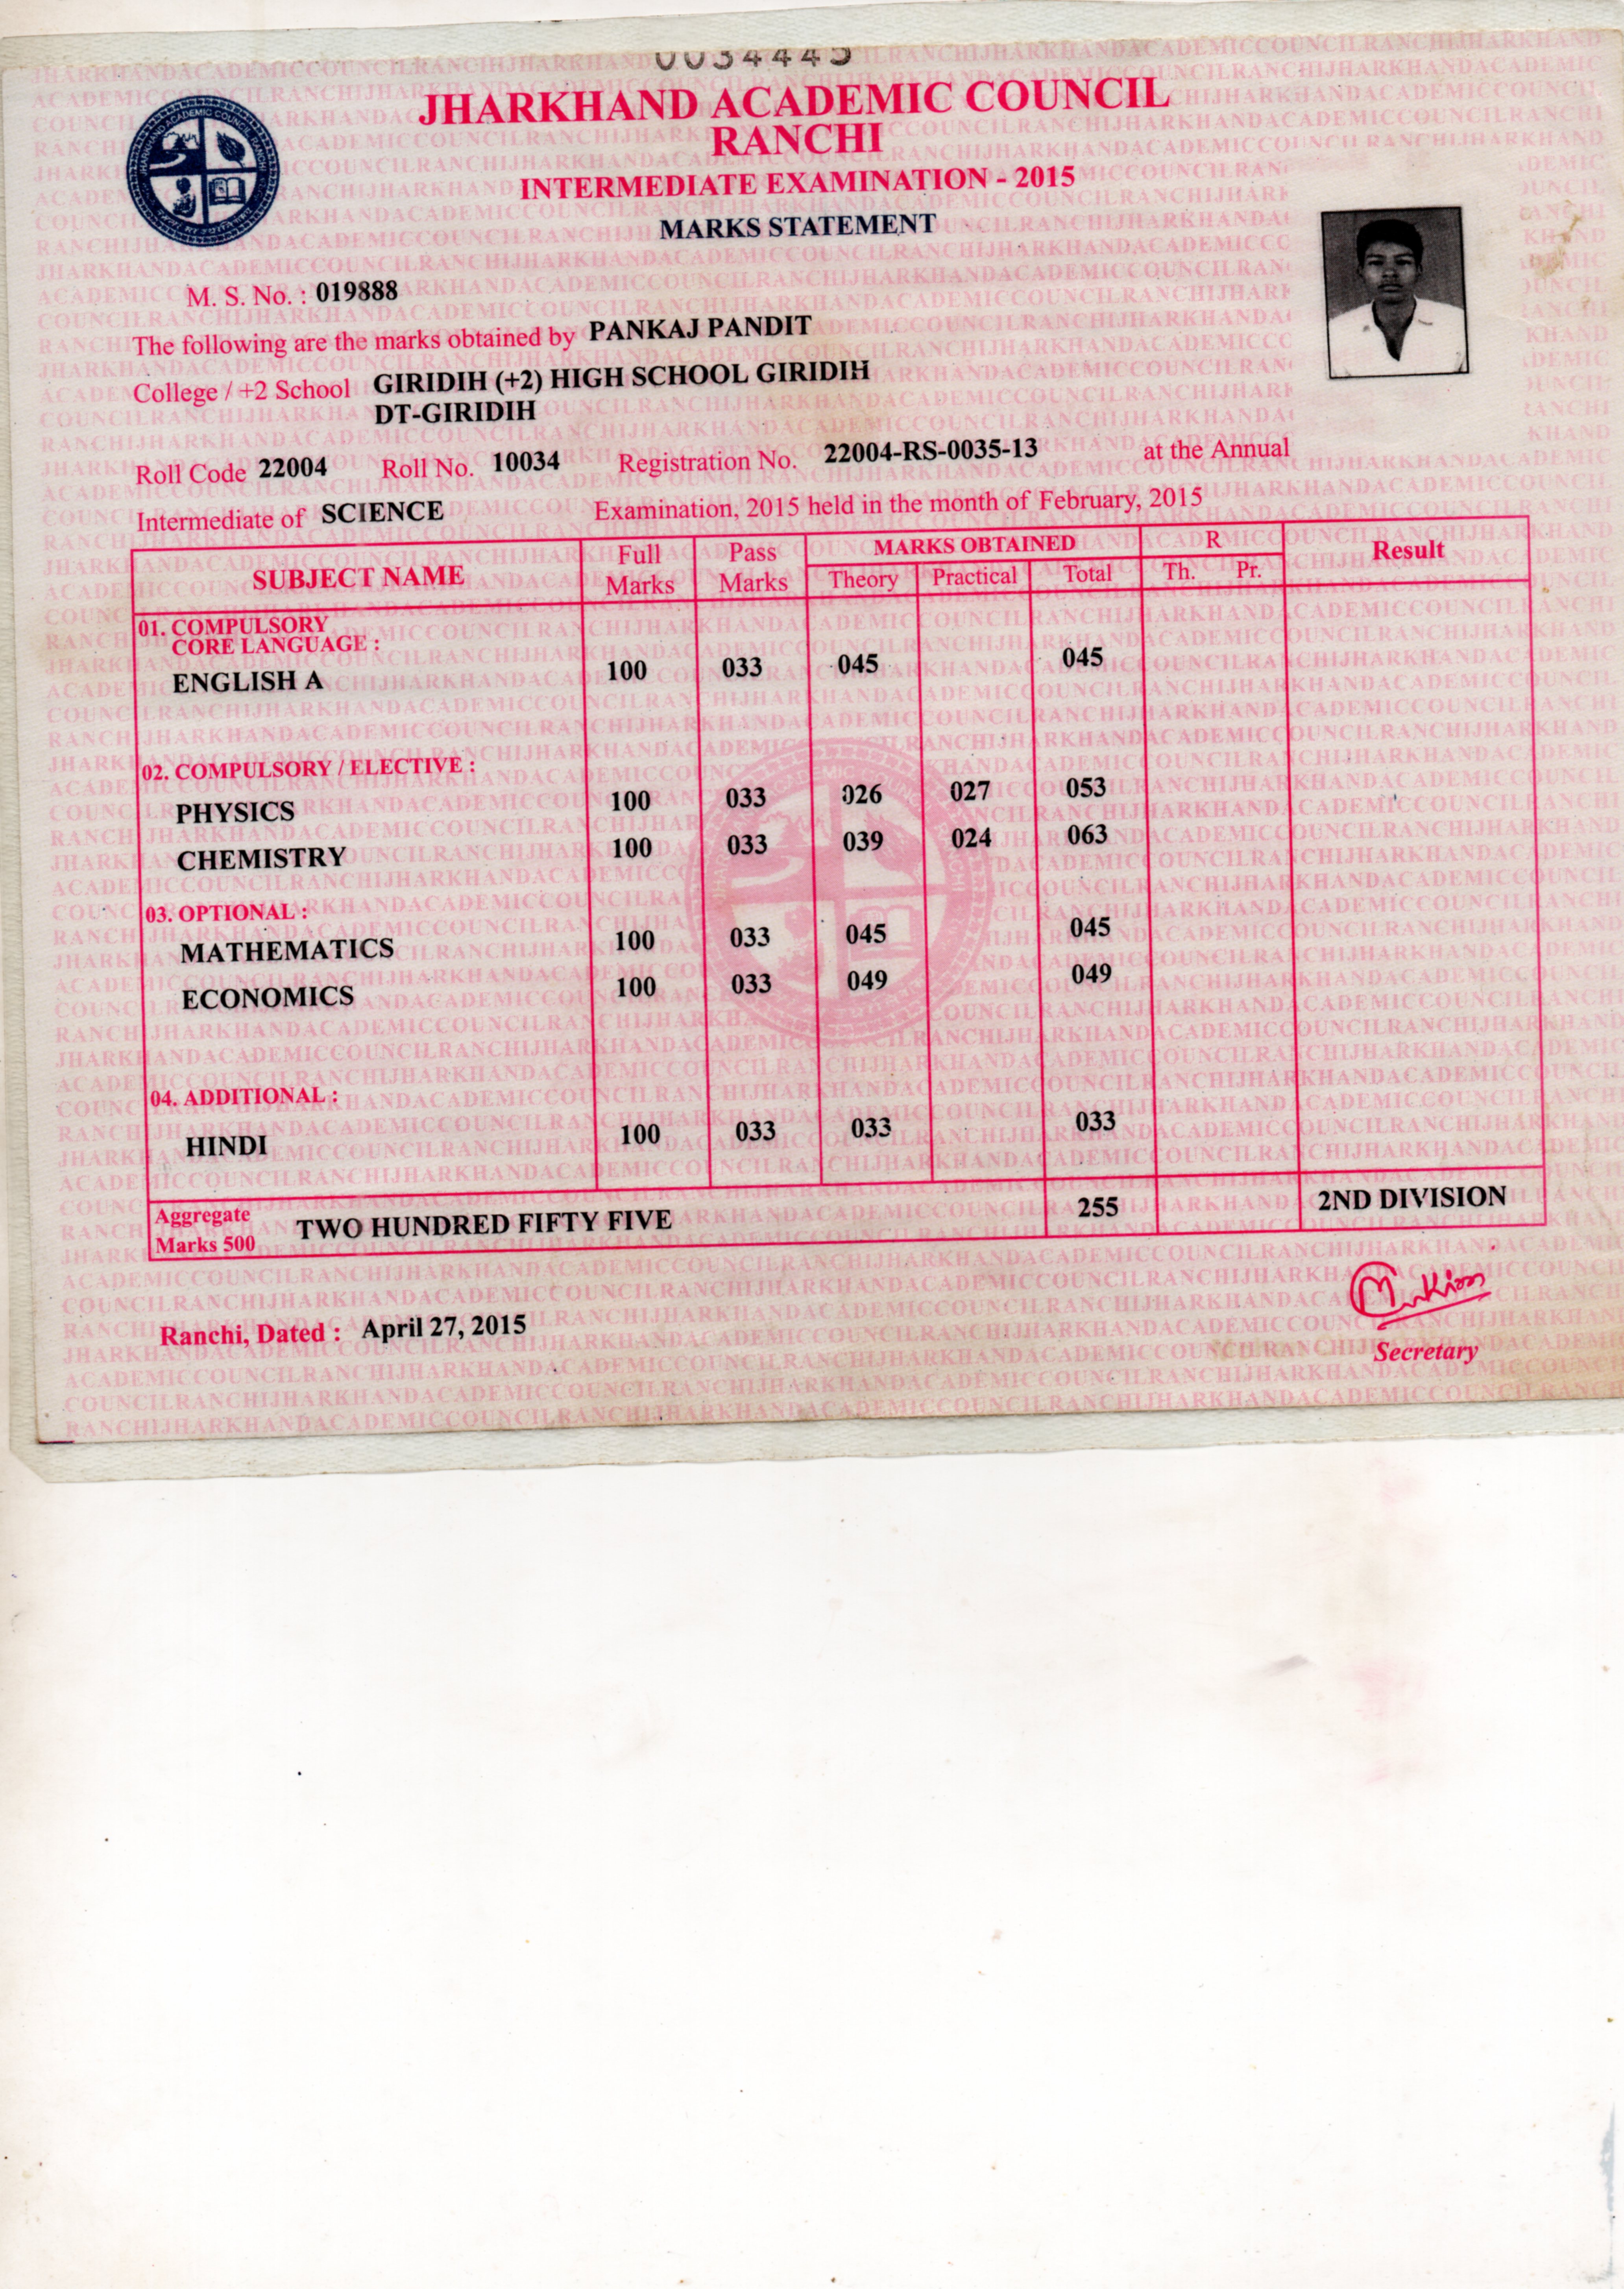 0034445
JHARKHAND ACADEMIC COUNCIL
RANCHI
INTERMEDIATE EXAMINATION - 2015
MARKS STATEMENT
M. S. No. : 019888
The following are the marks obtained by PANKAJ PANDIT
College / +2 School GIRIDIH (+2) HIGH SCHOOL GIRIDIH
DT-GIRIDIH
Roll Code 22004 Roll No. 10034 Registration No. 22004-RS-0035-13 at the Annual
Intermediate of SCIENCE Examination, 2015 held in the month of February, 2015
SUBJECT NAME Full Marks Pass Marks MARKS OBTAINED R Result
Theory Practical Total Th. Pr.
01. COMPULSORY
CORE LANGUAGE :
ENGLISH A 100 033 045 045
02. COMPULSORY / ELECTIVE :
PHYSICS 100 033 026 027 053
CHEMISTRY 100 033 039 024 063
03. OPTIONAL :
MATHEMATICS 100 033 045 045
ECONOMICS 100 033 049 049
04. ADDITIONAL :
HINDI 100 033 033 033
Aggregate Marks 500 TWO HUNDRED FIFTY FIVE 255 2ND DIVISION
Ranchi, Dated : April 27, 2015
Secretary